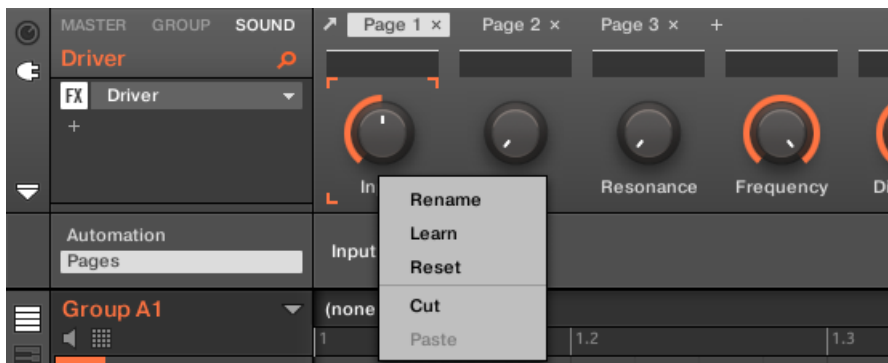 MASTER GROUP SOUND
Page 1 × Page 2 × Page 3 × +
Driver
FX Driver
+
Resonance Frequency
Rename
Learn
Reset
Cut
Paste
Automation
Pages
Input
Group A1
(none
1 1.2 1.3